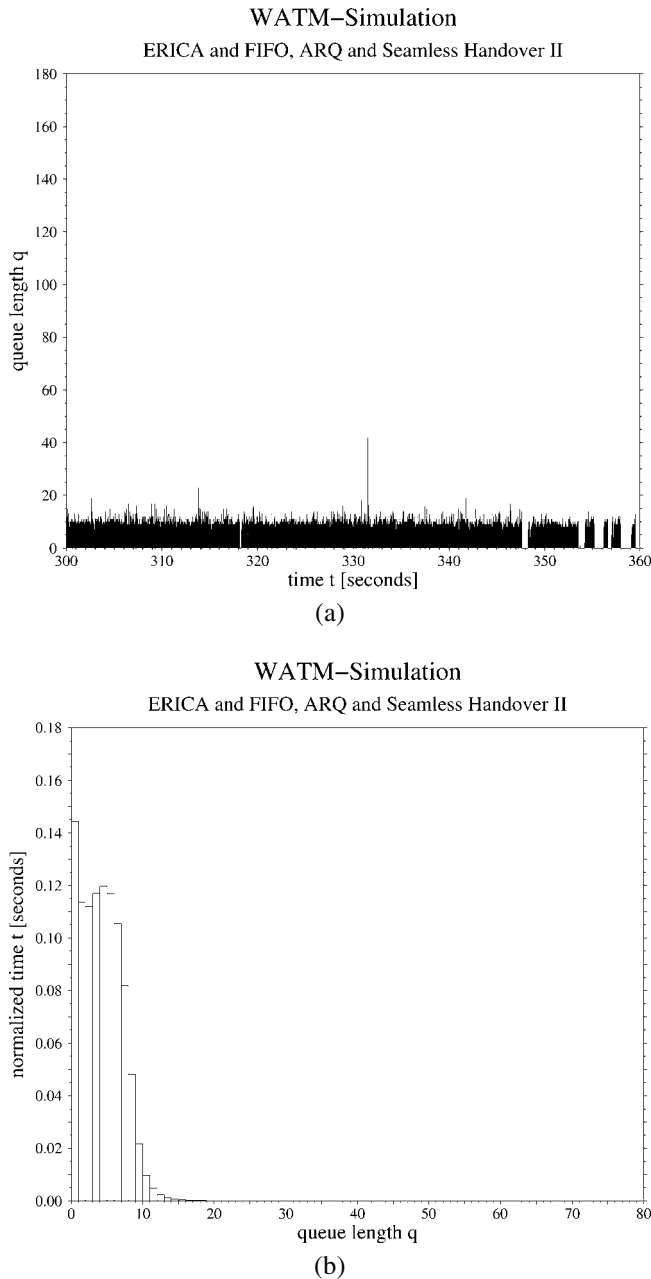 WATM–Simulation
ERICA and FIFO, ARQ and Seamless Handover II
180
160
140
120
100
80
60
40
20
0
queue length q
300 310 320 330 340 350 360
time t [seconds]
(a)
WATM–Simulation
ERICA and FIFO, ARQ and Seamless Handover II
0.18
0.16
0.14
0.12
0.10
0.08
0.06
0.04
0.02
0.00
normalized time t [seconds]
0 10 20 30 40 50 60 70 80
queue length q
(b)